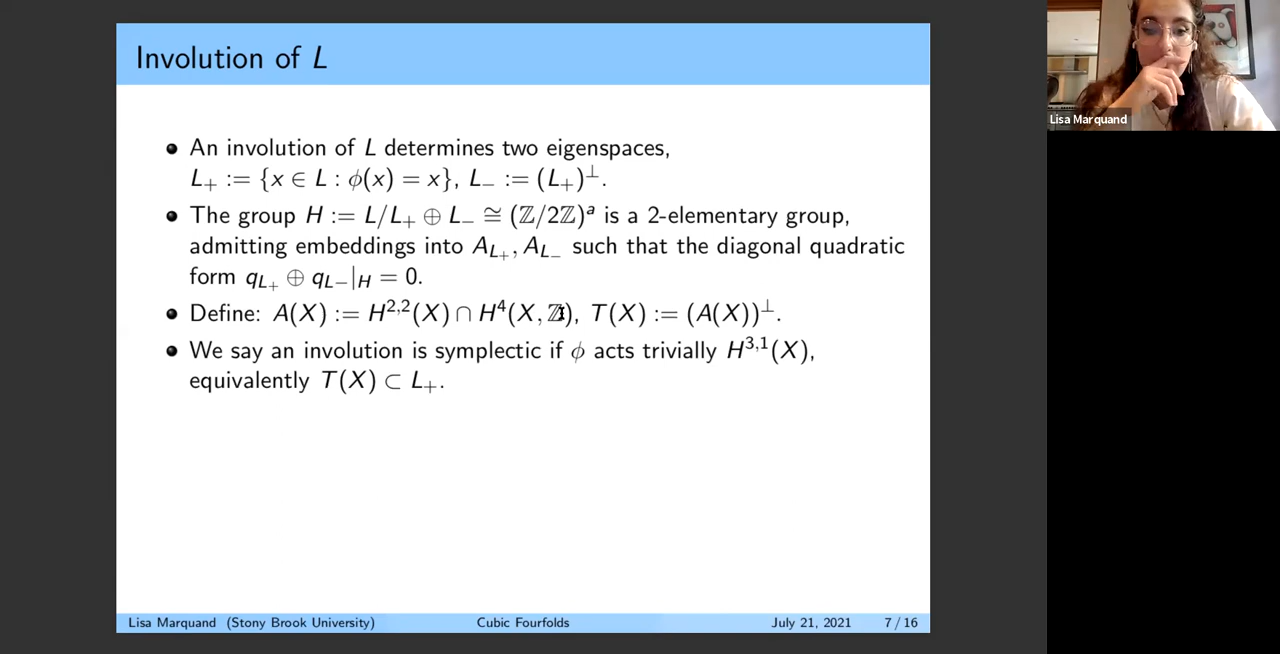 Involution of L
• An involution of L determines two eigenspaces,
L₊ := {x ∈ L : ϕ(x) = x}, L₋ := (L₊)⊥.
• The group H := L/L₊ ⊕ L₋ ≅ (ℤ/2ℤ)ᵃ is a 2-elementary group,
admitting embeddings into A_{L₊}, A_{L₋} such that the diagonal quadratic
form q_{L₊} ⊕ q_{L−}|_H = 0.
• Define: A(X) := H²,²(X) ∩ H⁴(X, ℤ), T(X) := (A(X))⊥.
• We say an involution is symplectic if ϕ acts trivially H³,¹(X),
equivalently T(X) ⊂ L₊.
Lisa Marquand (Stony Brook University) Cubic Fourfolds July 21, 2021 7 / 16
Lisa Marquand